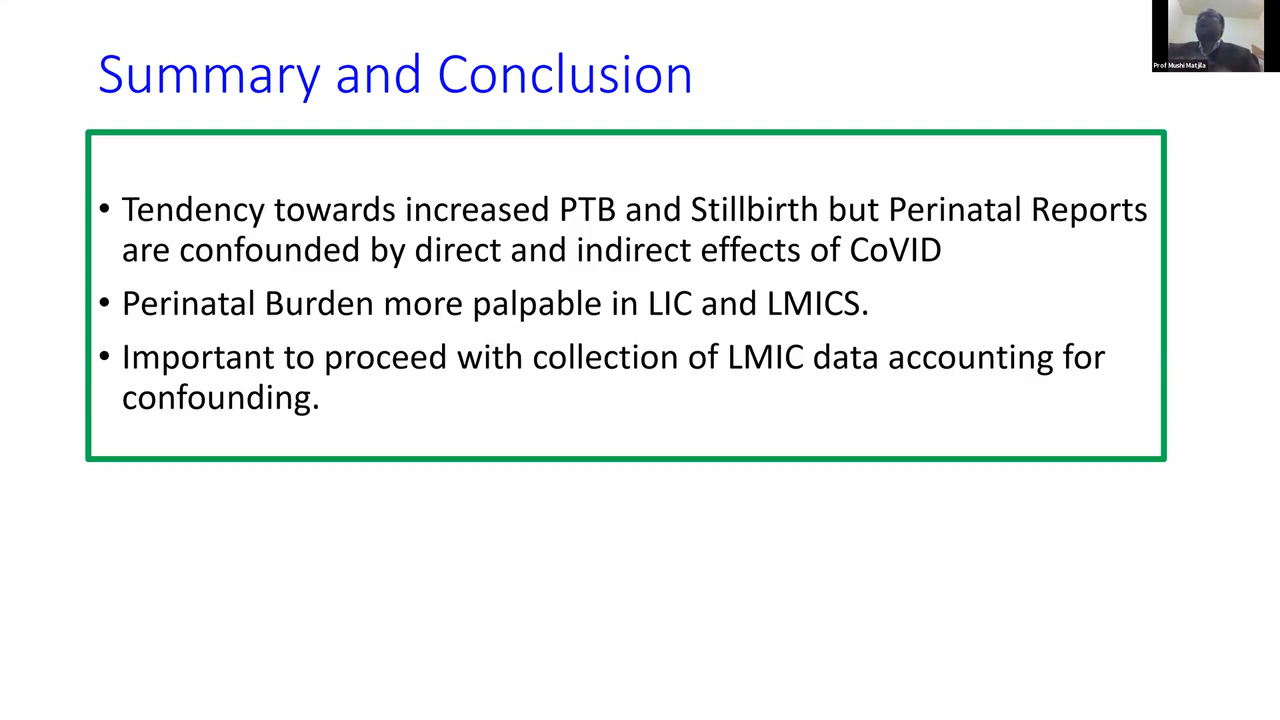 Summary and Conclusion
Prof Mushi Matjila
• Tendency towards increased PTB and Stillbirth but Perinatal Reports
are confounded by direct and indirect effects of CoVID
• Perinatal Burden more palpable in LIC and LMICS.
• Important to proceed with collection of LMIC data accounting for
confounding.